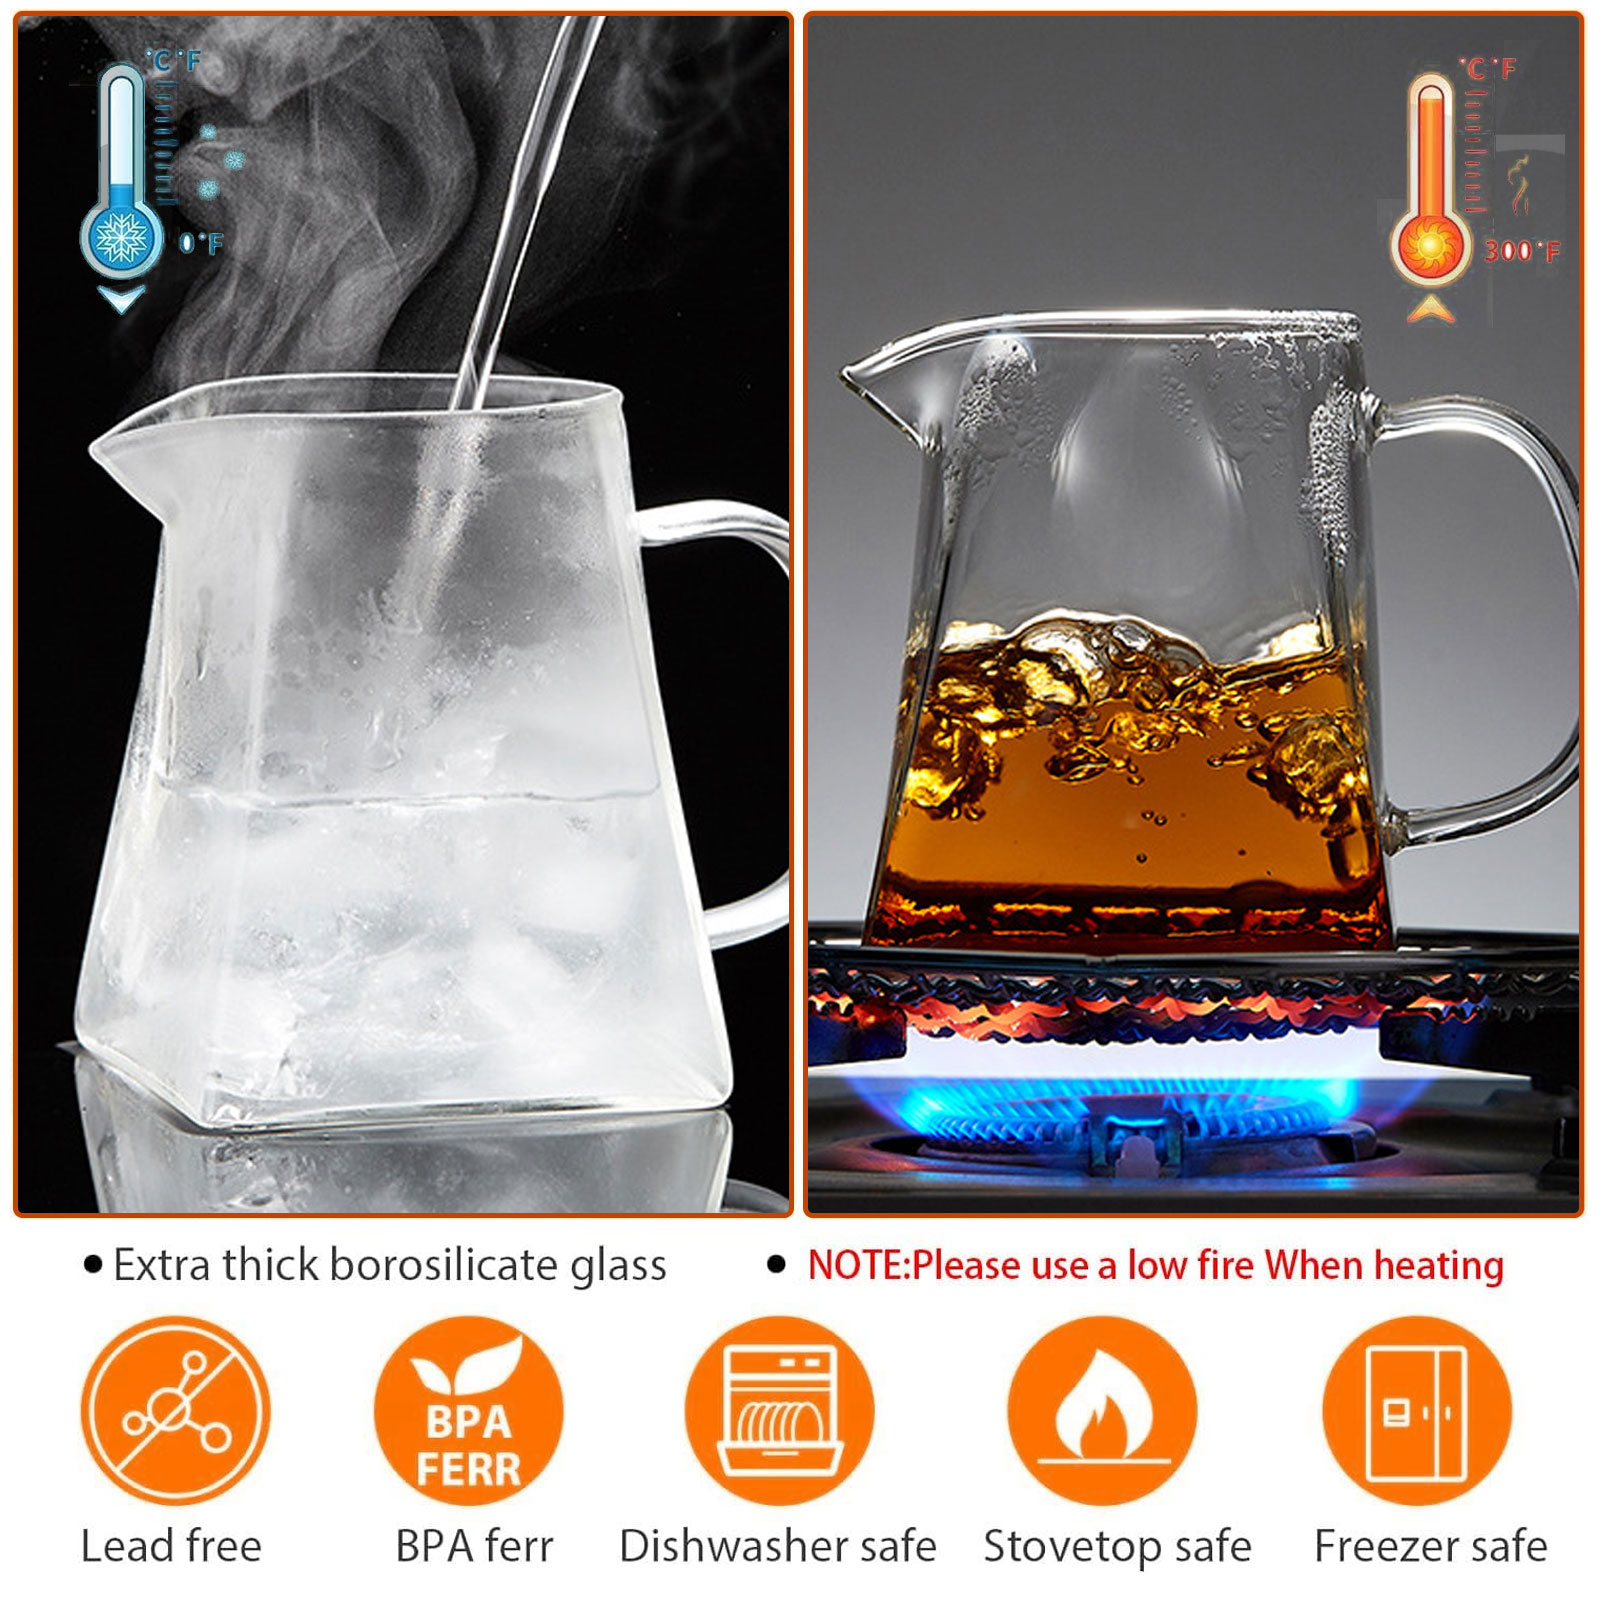 °C °F
0°F
°C °F
300°F
• Extra thick borosilicate glass
• NOTE:Please use a low fire When heating
BPA
FERR
Lead free
BPA ferr
Dishwasher safe
Stovetop safe
Freezer safe